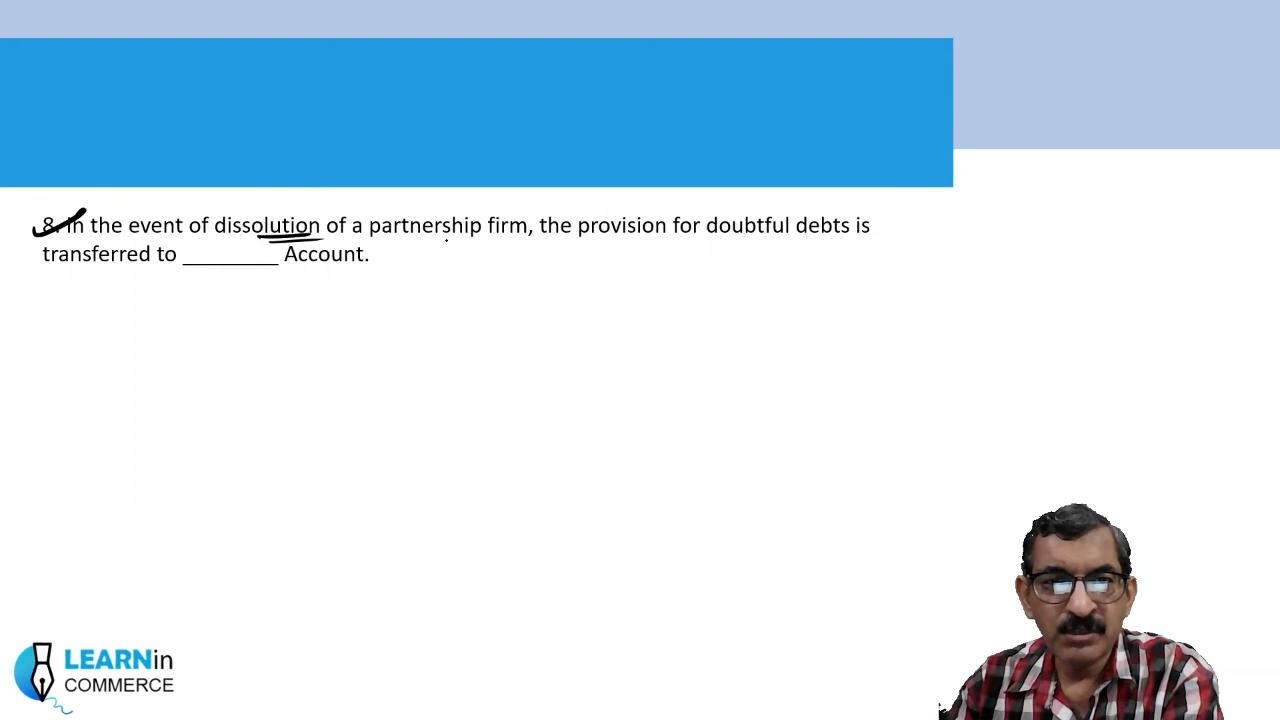 8. In the event of dissolution of a partnership firm, the provision for doubtful debts is
transferred to ________ Account.
LEARNin
COMMERCE